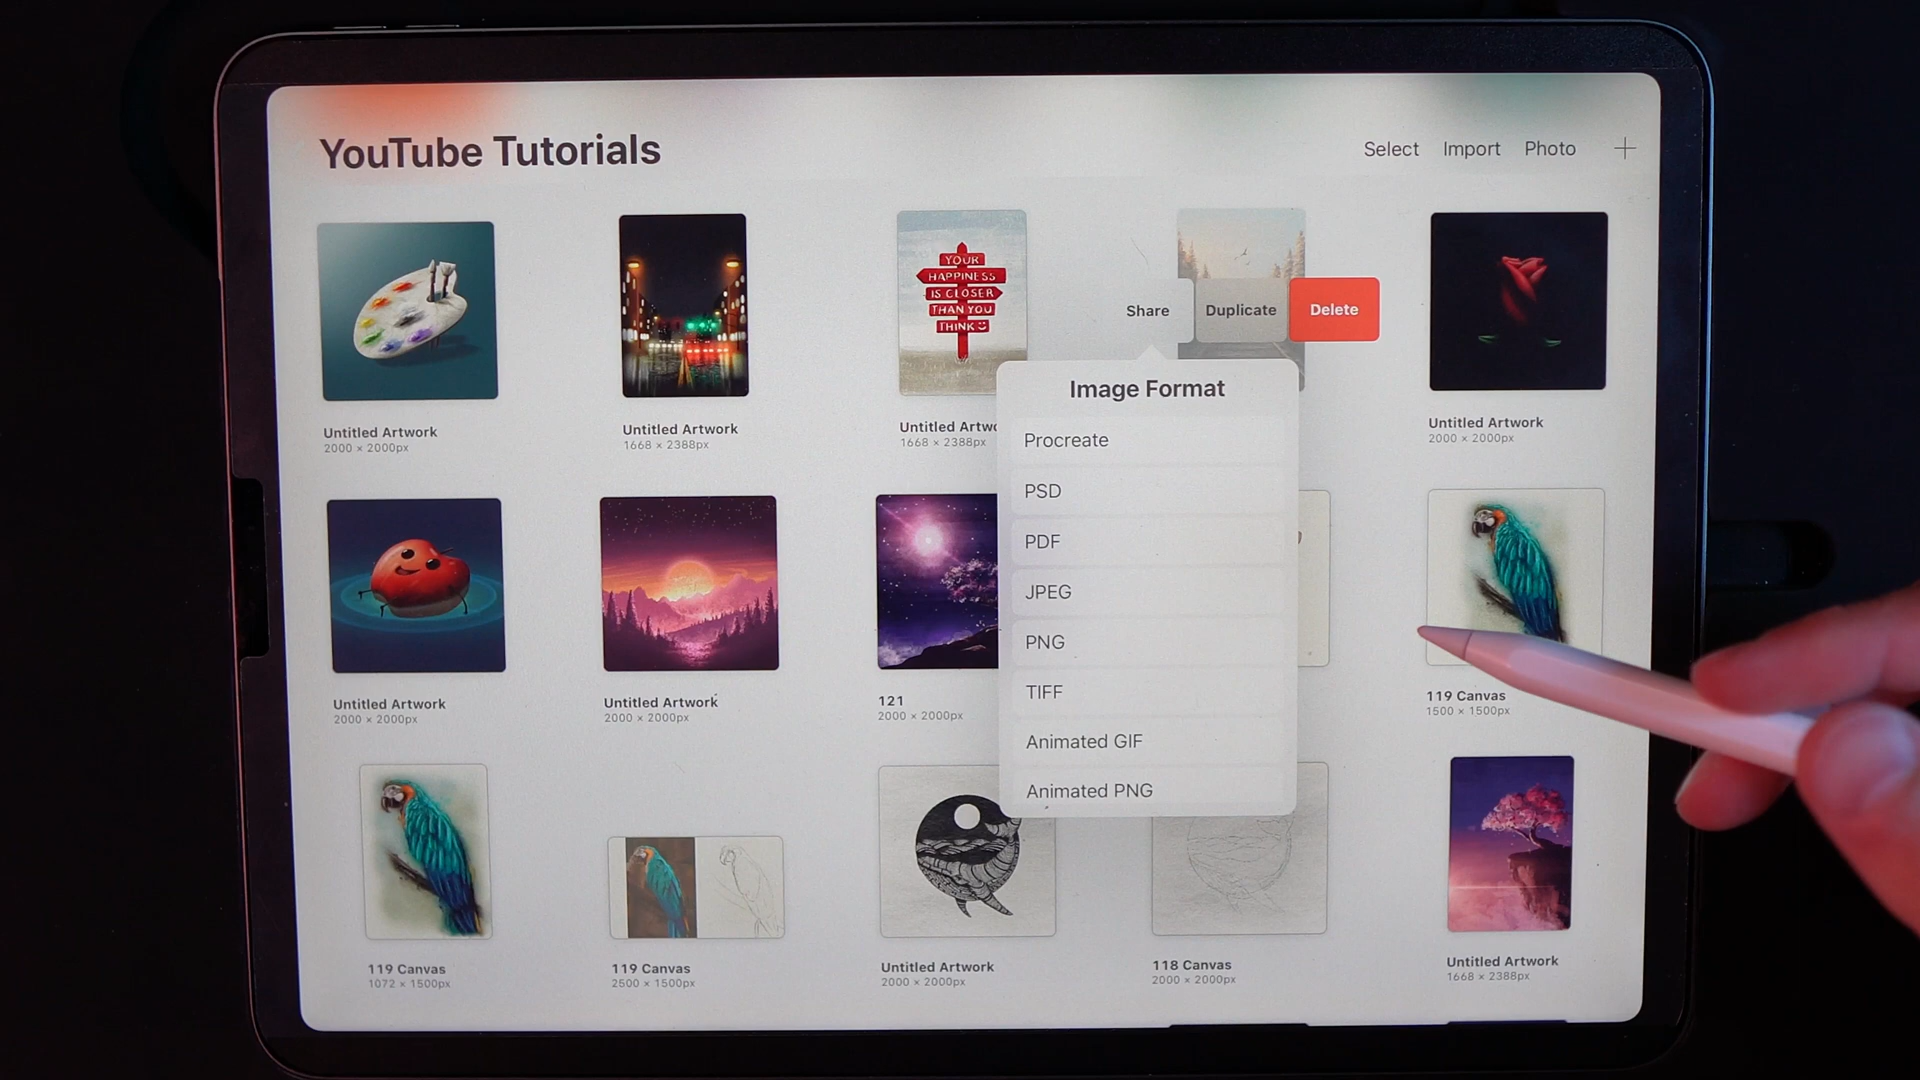 YouTube Tutorials
Select Import Photo
YOUR
HAPPINESS
IS CLOSER
THAN YOU
THINK
Share Duplicate Delete
Untitled Artwork
2000 × 2000px
Untitled Artwork
1668 × 2388px
Untitled Artw
1668 × 2388px
Untitled Artwork
2000 × 2000px
Image Format
Procreate
PSD
PDF
JPEG
PNG
TIFF
Animated GIF
Animated PNG
Untitled Artwork
2000 × 2000px
Untitled Artwork
2000 × 2000px
121
2000 × 2000px
119 Canvas
1500 × 1500px
119 Canvas
1072 × 1500px
119 Canvas
2500 × 1500px
Untitled Artwork
2000 × 2000px
118 Canvas
2000 × 2000px
Untitled Artwork
1668 × 2388px